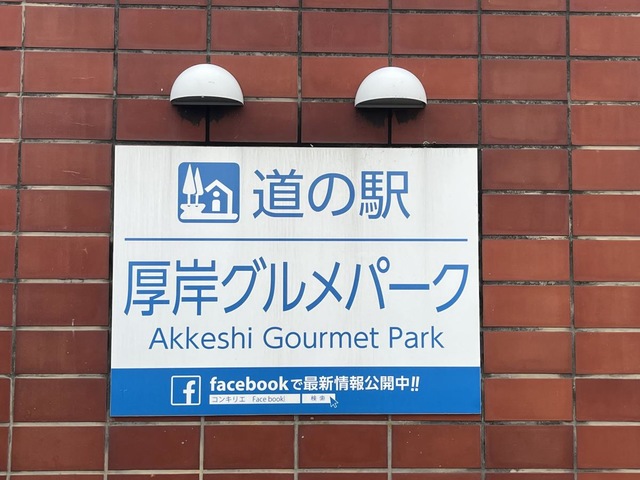 道の駅
厚岸グルメパーク
Akkeshi Gourmet Park
facebookで最新情報公開中!!
コンキリエ Facebook 検索